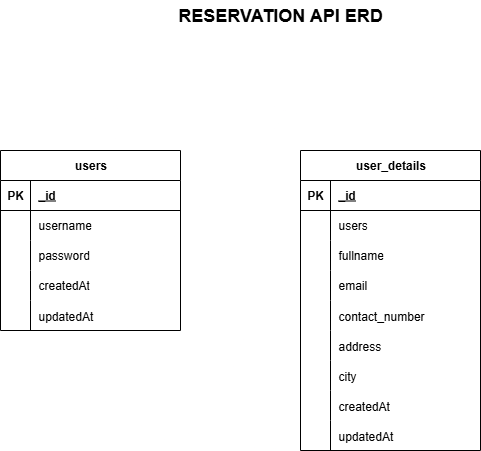 RESERVATION API ERD
users
PK _id
username
password
createdAt
updatedAt
user_details
PK _id
users
fullname
email
contact_number
address
city
createdAt
updatedAt